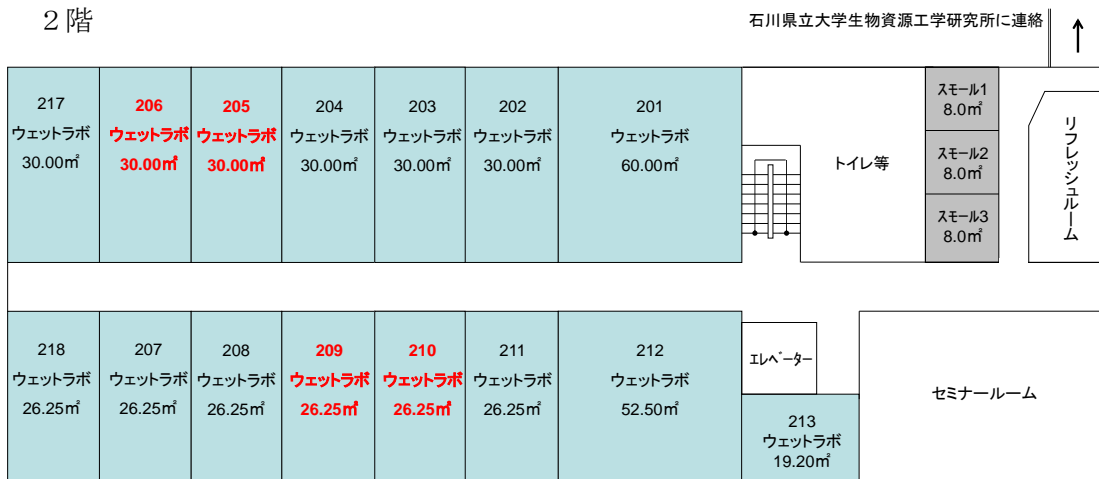 2階
石川県立大学生物資源工学研究所に連絡
217
ウェットラボ
30.00㎡
206
ウェットラボ
30.00㎡
205
ウェットラボ
30.00㎡
204
ウェットラボ
30.00㎡
203
ウェットラボ
30.00㎡
202
ウェットラボ
30.00㎡
201
ウェットラボ
60.00㎡
トイレ等
スモール1
8.0㎡
スモール2
8.0㎡
スモール3
8.0㎡
リフレッシュルーム
218
ウェットラボ
26.25㎡
207
ウェットラボ
26.25㎡
208
ウェットラボ
26.25㎡
209
ウェットラボ
26.25㎡
210
ウェットラボ
26.25㎡
211
ウェットラボ
26.25㎡
212
ウェットラボ
52.50㎡
エレベーター
213
ウェットラボ
19.20㎡
セミナールーム